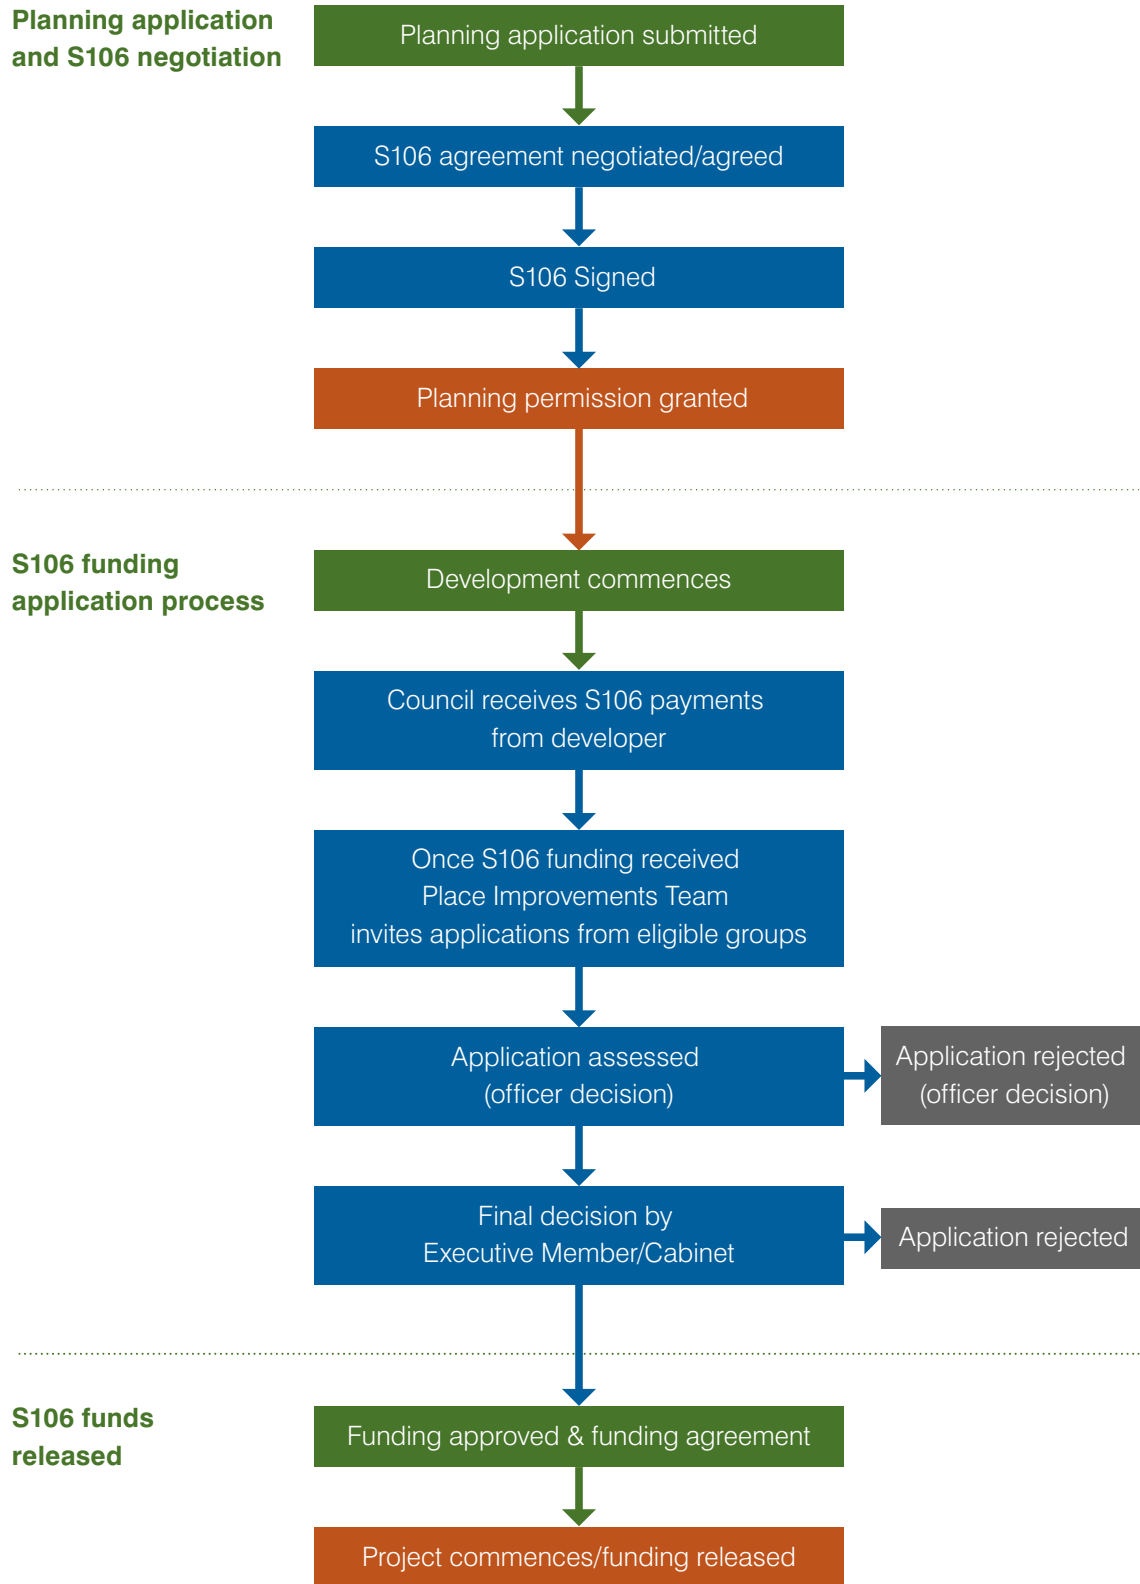 Planning application
and S106 negotiation
Planning application submitted
S106 agreement negotiated/agreed
S106 Signed
Planning permission granted
S106 funding
application process
Development commences
Council receives S106 payments
from developer
Once S106 funding received
Place Improvements Team
invites applications from eligible groups
Application assessed
(officer decision)
Application rejected
(officer decision)
Final decision by
Executive Member/Cabinet
Application rejected
S106 funds
released
Funding approved & funding agreement
Project commences/funding released